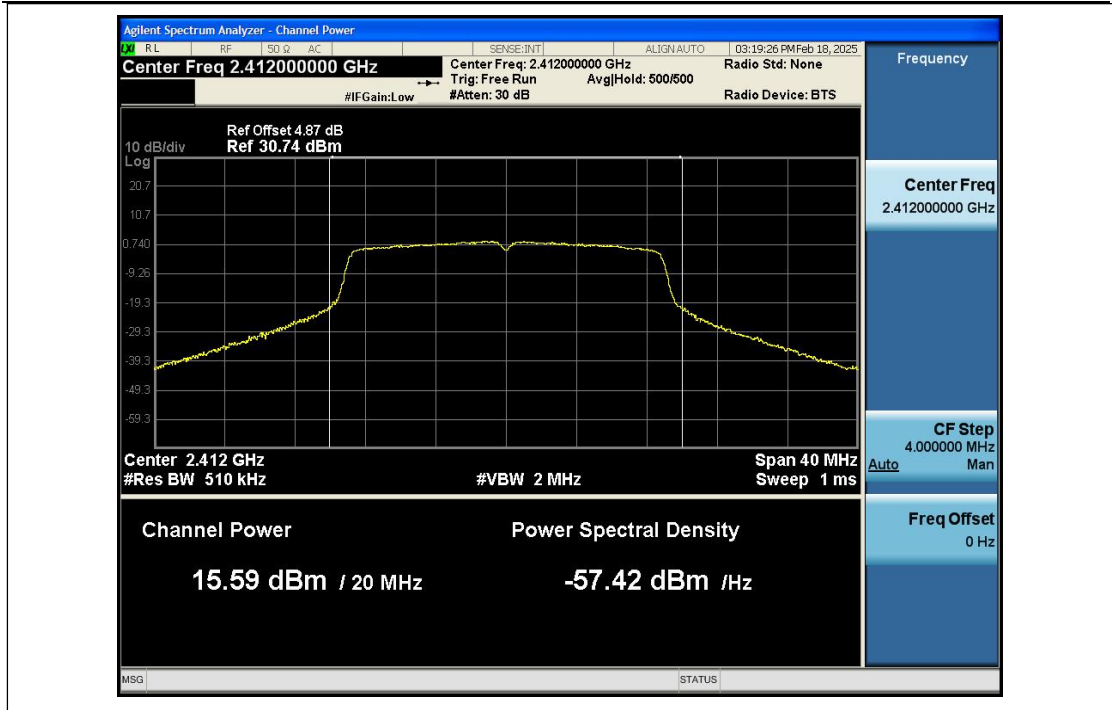 Agilent Spectrum Analyzer - Channel Power
LXI RL RF 50 Ω AC SENSE:INT ALIGN AUTO 03:19:26 PM Feb 18, 2025
Center Freq 2.412000000 GHz
Center Freq: 2.412000000 GHz
Radio Std: None
Trig: Free Run Avg|Hold: 500/500
#IFGain:Low
#Atten: 30 dB
Radio Device: BTS
Ref Offset 4.87 dB
10 dB/div Ref 30.74 dBm
Log
20.7
10.7
0.740
-9.26
-19.3
-29.3
-39.3
-49.3
-59.3
Center 2.412 GHz
Span 40 MHz
#Res BW 510 kHz
#VBW 2 MHz
Sweep 1 ms
Channel Power
Power Spectral Density
15.59 dBm / 20 MHz
-57.42 dBm /Hz
MSG
STATUS
Frequency
Center Freq
2.412000000 GHz
CF Step
4.000000 MHz
Auto Man
Freq Offset
0 Hz